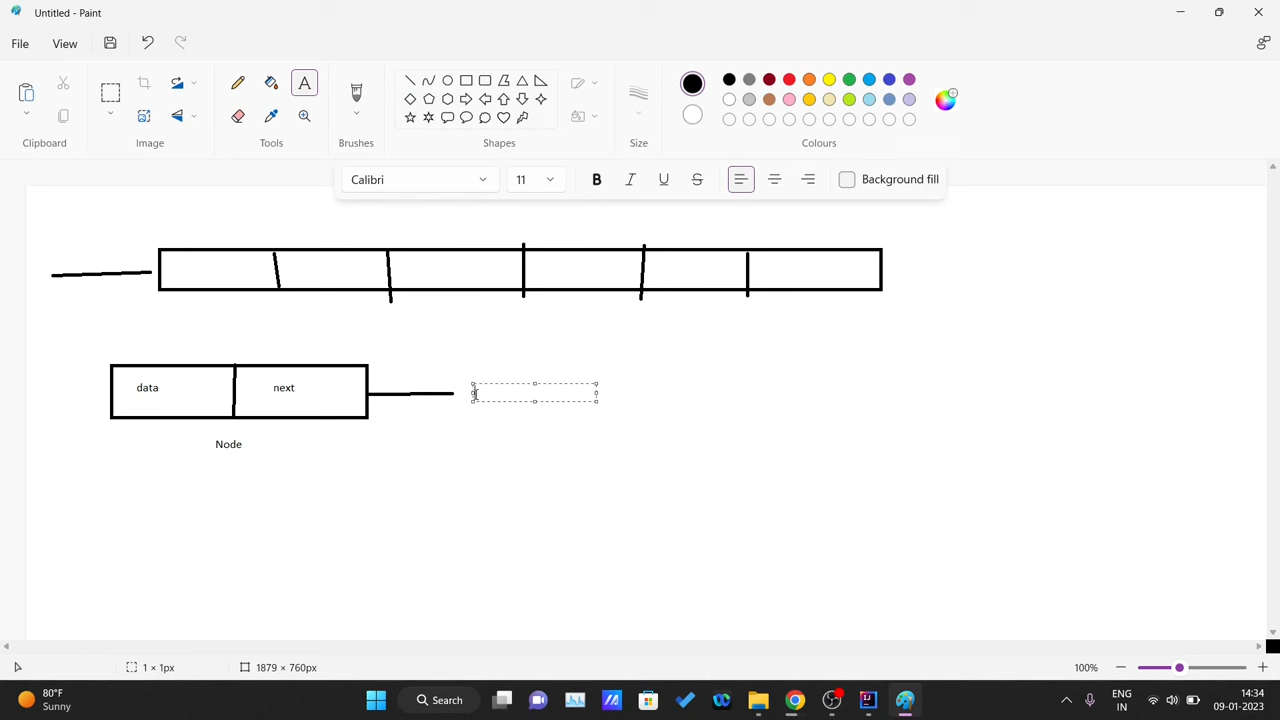 Untitled - Paint
File View
Clipboard Image Tools Brushes Shapes Size Colours
Calibri 11 B I U S Background fill
data next
Node
1 × 1px 1879 × 760px 100%
80°F
Sunny
Search
ENG
IN
14:34
09-01-2023